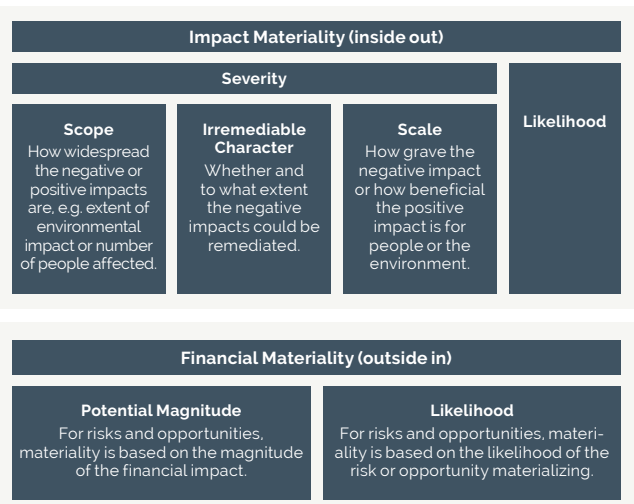 Impact Materiality (inside out)
Severity
Scope
How widespread
the negative or
positive impacts
are, e.g. extent of
environmental
impact or number
of people affected.
Irremediable
Character
Whether and
to what extent
the negative
impacts could be
remediated.
Scale
How grave the
negative impact
or how beneficial
the positive
impact is for
people or the
environment.
Likelihood
Financial Materiality (outside in)
Potential Magnitude
For risks and opportunities,
materiality is based on the magnitude
of the financial impact.
Likelihood
For risks and opportunities, materi-
ality is based on the likelihood of the
risk or opportunity materializing.